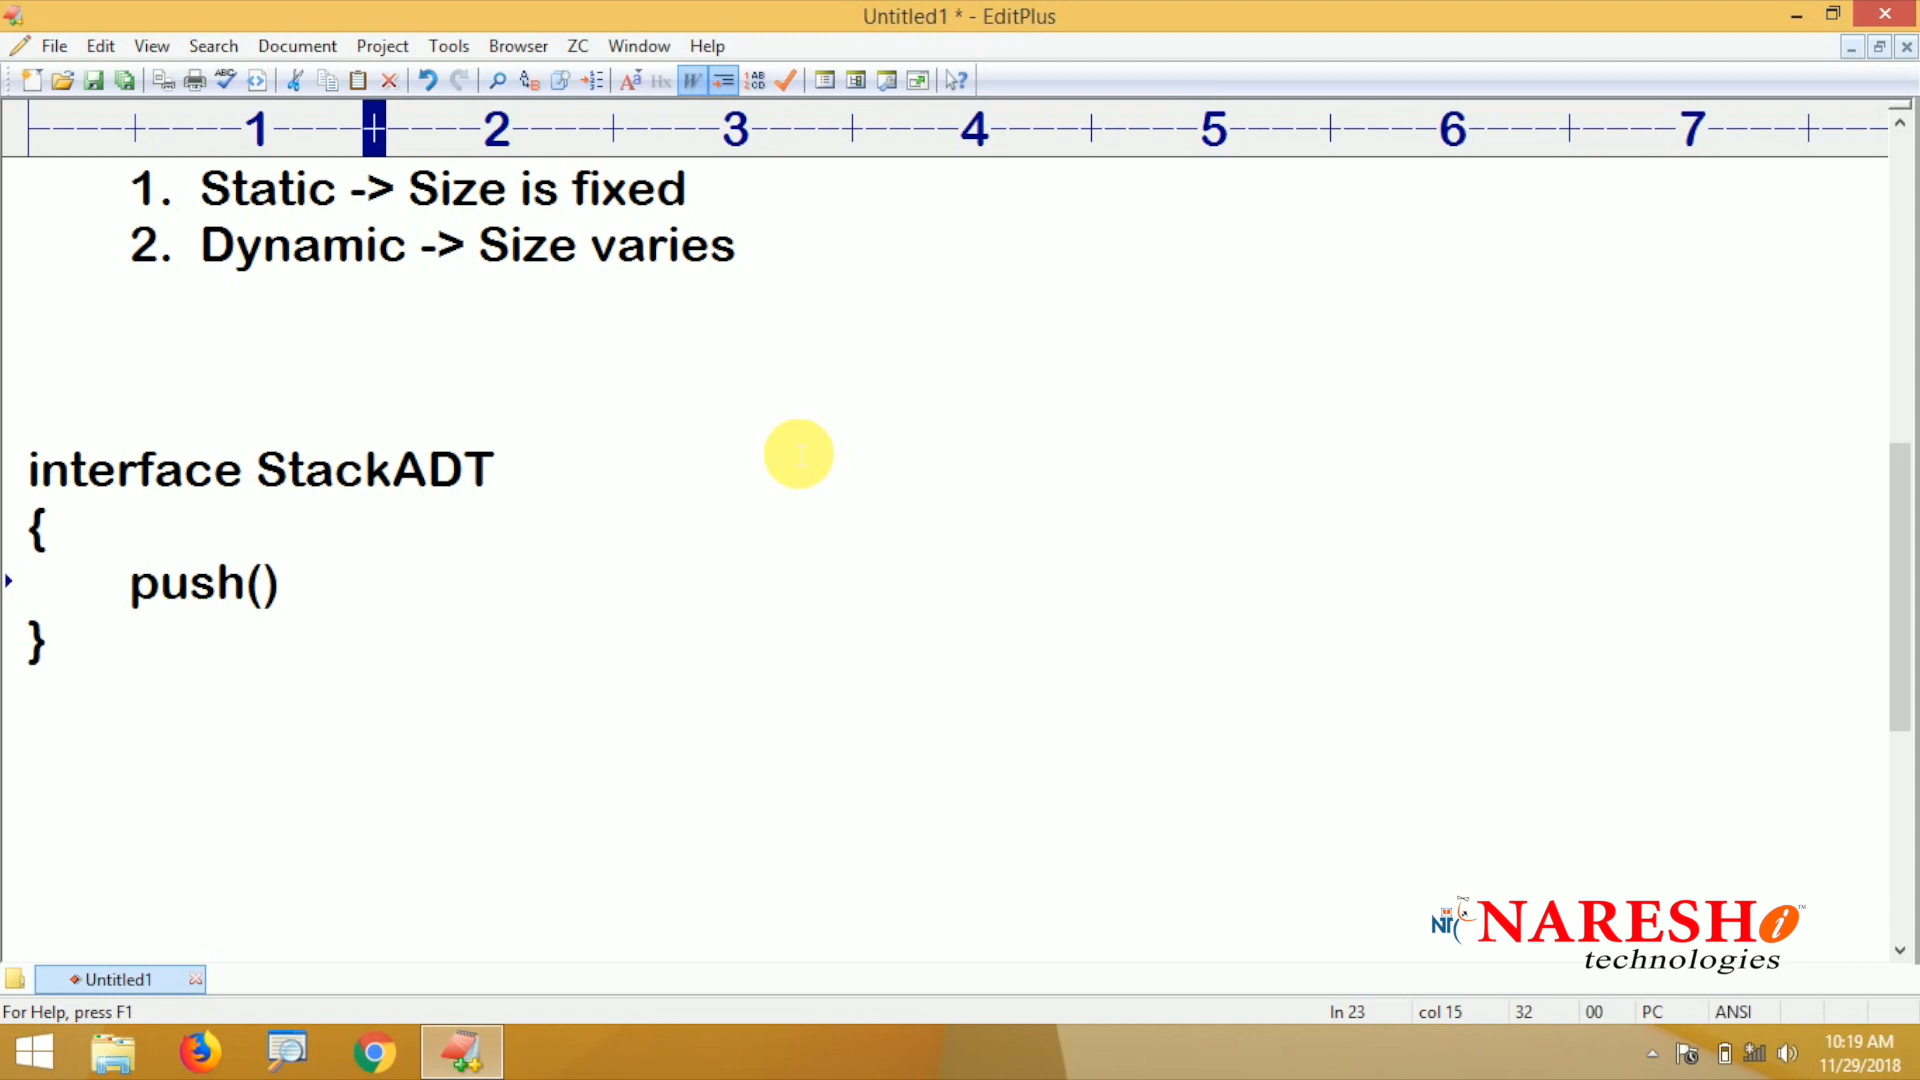 Untitled1 * - EditPlus
File Edit View Search Document Project Tools Browser ZC Window Help
1 2 3 4 5 6 7
1. Static -> Size is fixed
2. Dynamic -> Size varies
interface StackADT
{
push()
}
NARESH i ™
technologies
Untitled1
For Help, press F1 ln 23 col 15 32 00 PC ANSI
10:19 AM
11/29/2018